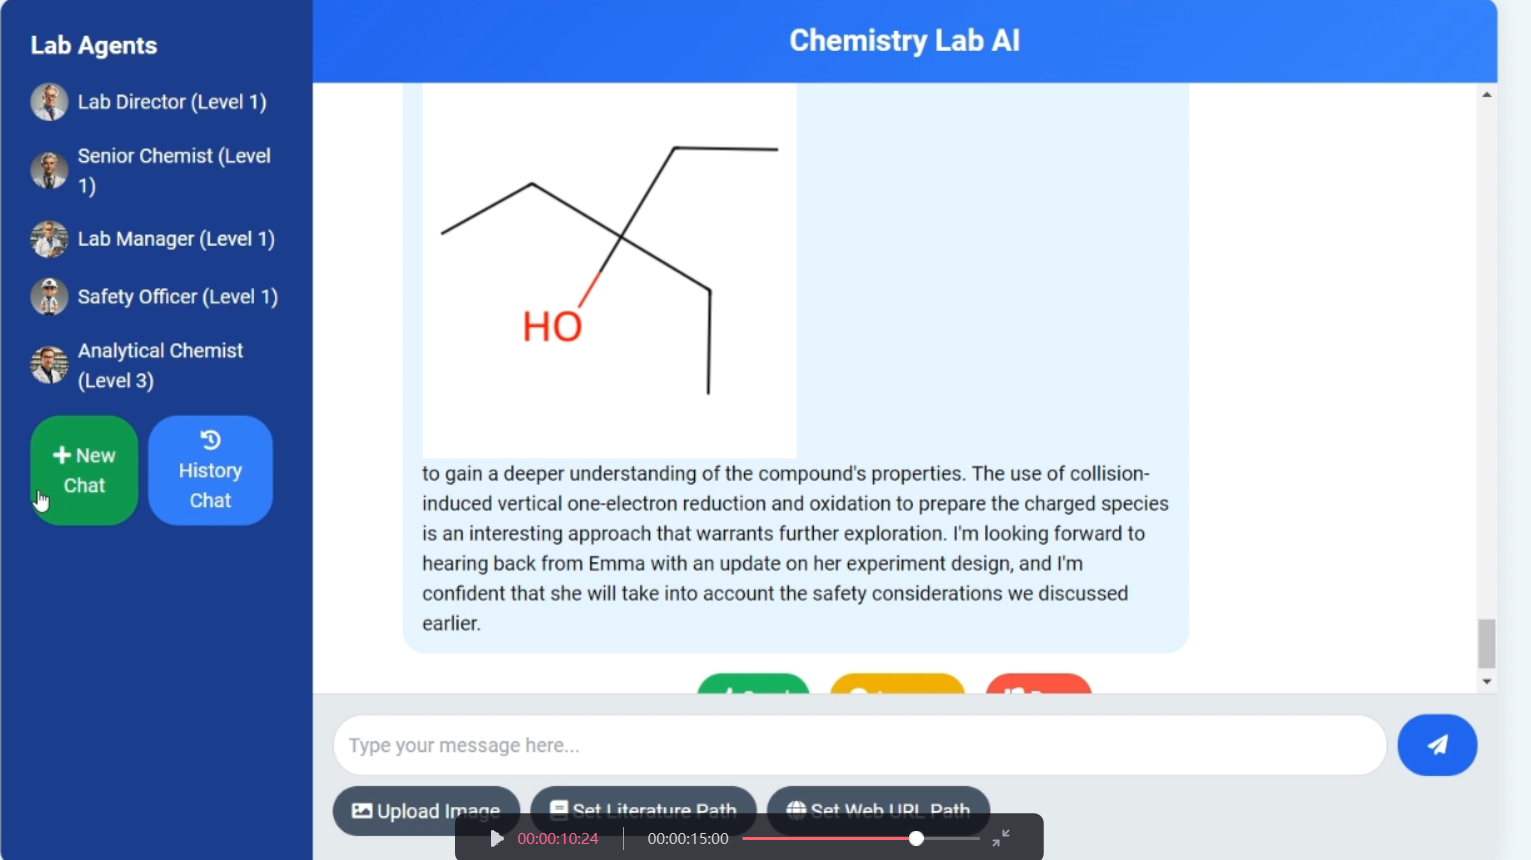 Lab Agents
Lab Director (Level 1)
Senior Chemist (Level
1)
Lab Manager (Level 1)
Safety Officer (Level 1)
Analytical Chemist
(Level 3)
New
Chat
History
Chat
Chemistry Lab AI
HO
to gain a deeper understanding of the compound's properties. The use of collision-
induced vertical one-electron reduction and oxidation to prepare the charged species
is an interesting approach that warrants further exploration. I'm looking forward to
hearing back from Emma with an update on her experiment design, and I'm
confident that she will take into account the safety considerations we discussed
earlier.
Type your message here...
Upload Image
Set Literature Path
Set Web URL Path
00:00:10:24
00:00:15:00